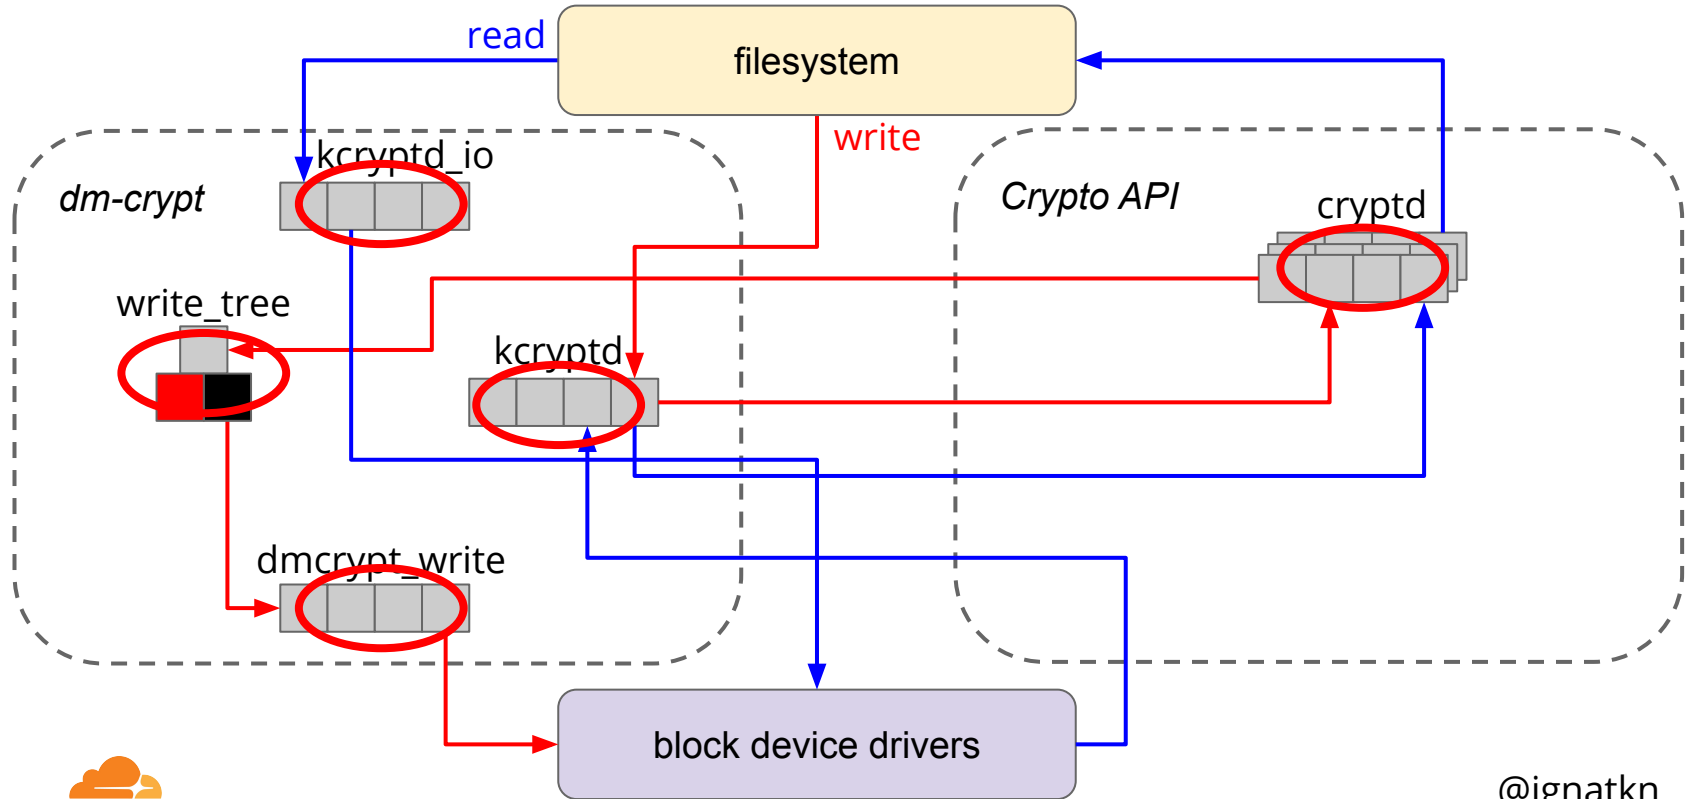 read
filesystem
write
kcryptd_io
dm-crypt
Crypto API
cryptd
write_tree
kcryptd
dmcrypt_write
block device drivers
@ignatkn